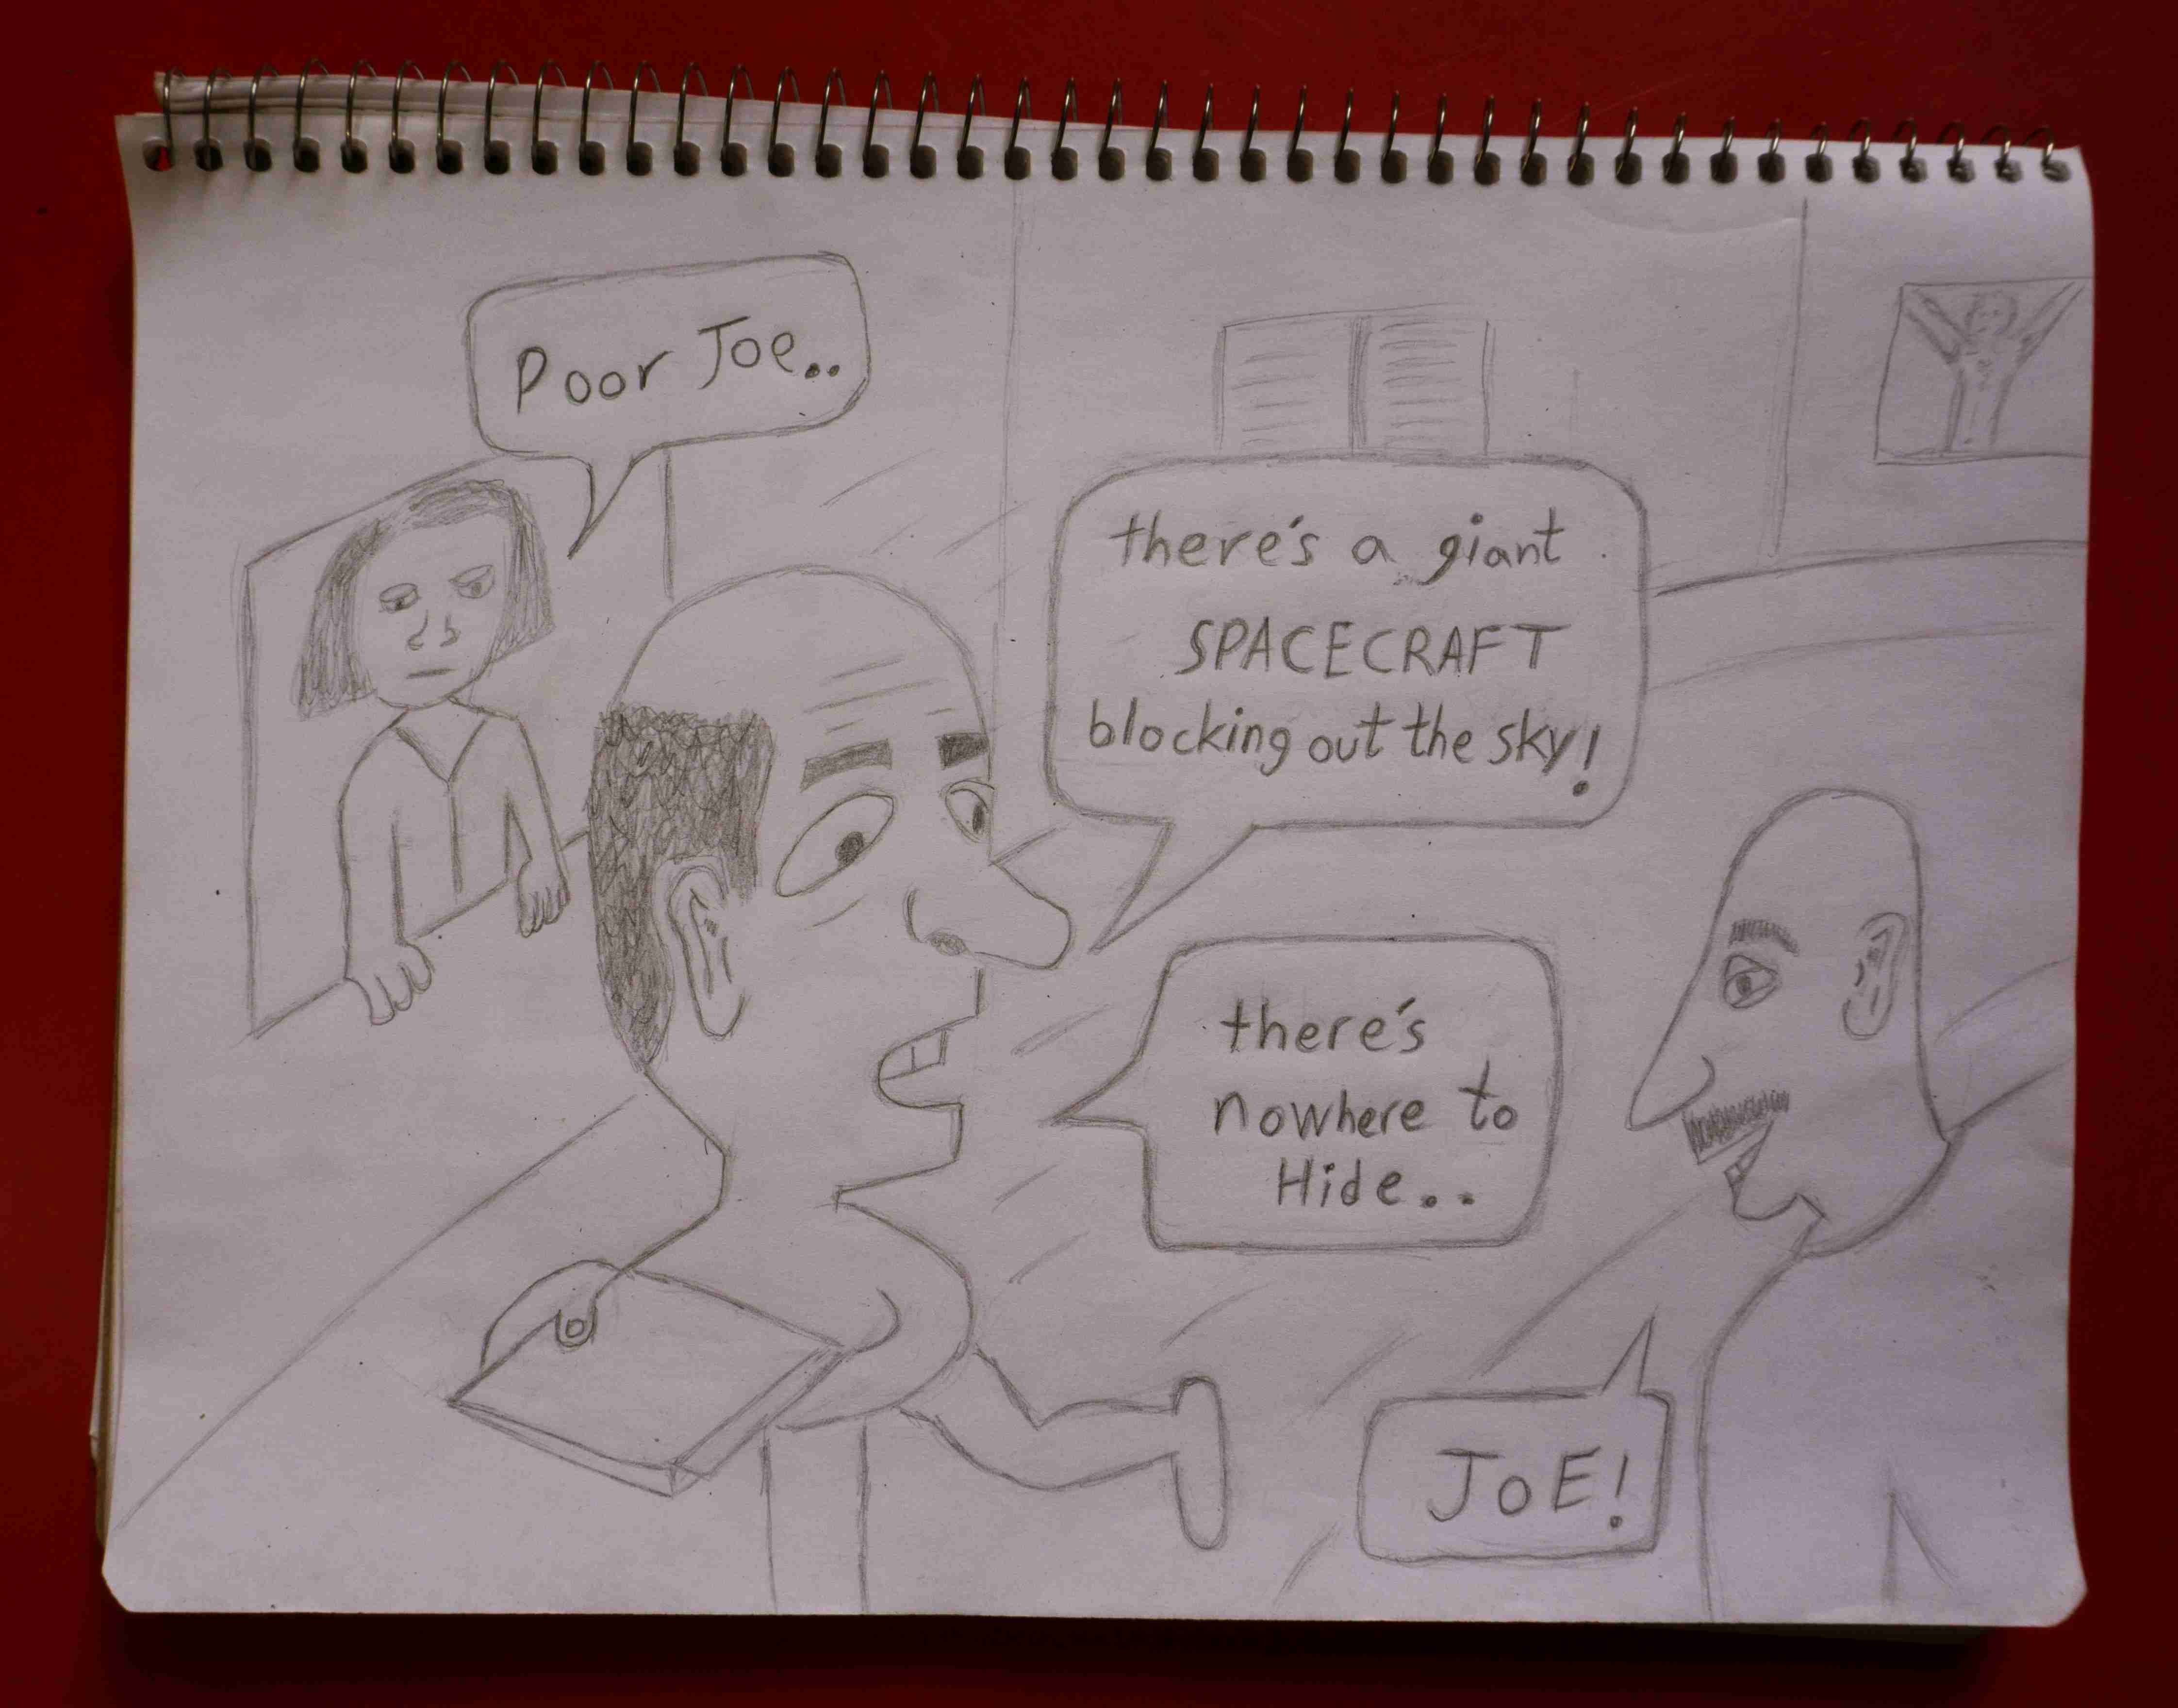 Poor Joe..
there's a giant
SPACECRAFT
blocking out the sky!
there's
nowhere to
Hide..
JoE!